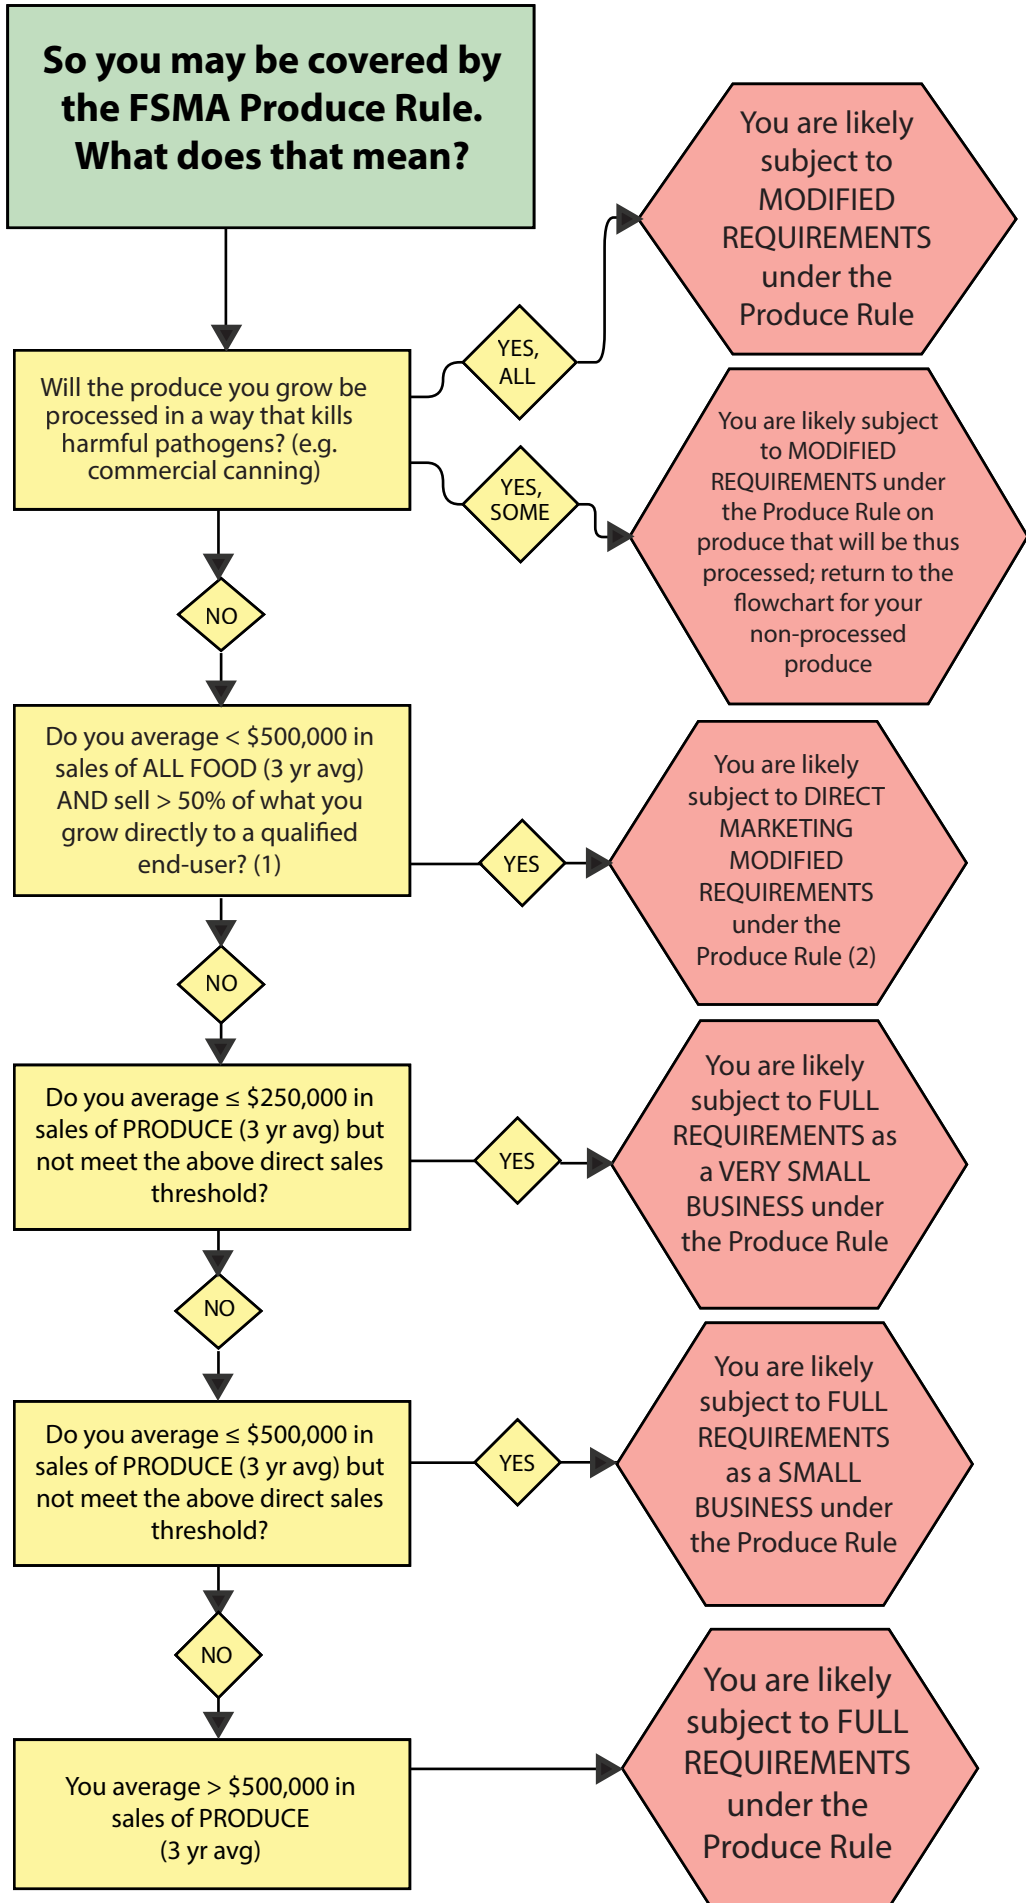 So you may be covered by
the FSMA Produce Rule.
What does that mean?
You are likely
subject to
MODIFIED
REQUIREMENTS
under the
Produce Rule
YES,
ALL
Will the produce you grow be
processed in a way that kills
harmful pathogens? (e.g.
commercial canning)
YES,
SOME
You are likely subject
to MODIFIED
REQUIREMENTS under
the Produce Rule on
produce that will be thus
processed; return to the
flowchart for your
non-processed
produce
NO
Do you average < $500,000 in
sales of ALL FOOD (3 yr avg)
AND sell > 50% of what you
grow directly to a qualified
end-user? (1)
YES
You are likely
subject to DIRECT
MARKETING
MODIFIED
REQUIREMENTS
under the
Produce Rule (2)
NO
Do you average ≤ $250,000 in
sales of PRODUCE (3 yr avg) but
not meet the above direct sales
threshold?
YES
You are likely
subject to FULL
REQUIREMENTS as
a VERY SMALL
BUSINESS under
the Produce Rule
NO
Do you average ≤ $500,000 in
sales of PRODUCE (3 yr avg) but
not meet the above direct sales
threshold?
YES
You are likely
subject to FULL
REQUIREMENTS
as a SMALL
BUSINESS under
the Produce Rule
NO
You average > $500,000 in
sales of PRODUCE
(3 yr avg)
You are likely
subject to FULL
REQUIREMENTS
under the
Produce Rule